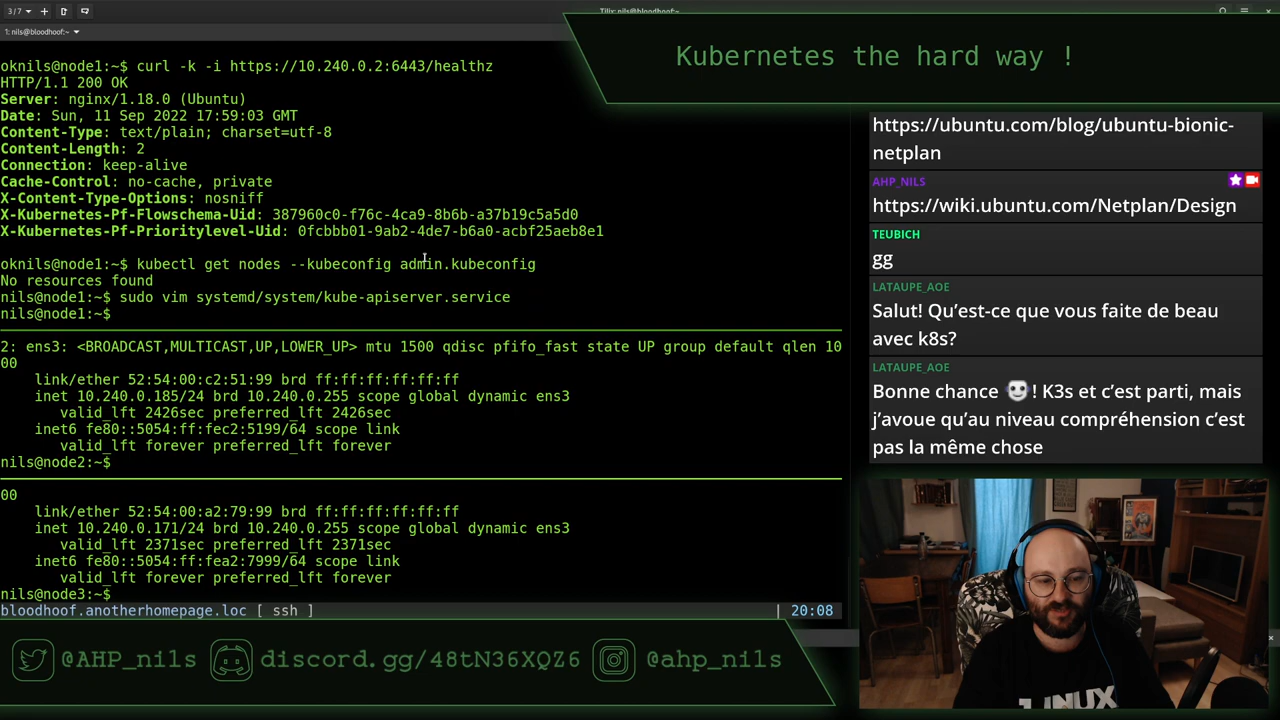 3/7
Tilix: nils@bloodhoof:~
1: nils@bloodhoof:~
Kubernetes the hard way !
oknils@node1:~$ curl -k -i https://10.240.0.2:6443/healthz
HTTP/1.1 200 OK
Server: nginx/1.18.0 (Ubuntu)
Date: Sun, 11 Sep 2022 17:59:03 GMT
Content-Type: text/plain; charset=utf-8
Content-Length: 2
Connection: keep-alive
Cache-Control: no-cache, private
X-Content-Type-Options: nosniff
X-Kubernetes-Pf-Flowschema-Uid: 387960c0-f76c-4ca9-8b6b-a37b19c5a5d0
X-Kubernetes-Pf-Prioritylevel-Uid: 0fcbbb01-9ab2-4de7-b6a0-acbf25aeb8e1
oknils@node1:~$ kubectl get nodes --kubeconfig admin.kubeconfig
No resources found
nils@node1:~$ sudo vim systemd/system/kube-apiserver.service
nils@node1:~$
2: ens3: <BROADCAST,MULTICAST,UP,LOWER_UP> mtu 1500 qdisc pfifo_fast state UP group default qlen 10
00
link/ether 52:54:00:c2:51:99 brd ff:ff:ff:ff:ff:ff
inet 10.240.0.185/24 brd 10.240.0.255 scope global dynamic ens3
valid_lft 2426sec preferred_lft 2426sec
inet6 fe80::5054:ff:fec2:5199/64 scope link
valid_lft forever preferred_lft forever
nils@node2:~$
00
link/ether 52:54:00:a2:79:99 brd ff:ff:ff:ff:ff:ff
inet 10.240.0.171/24 brd 10.240.0.255 scope global dynamic ens3
valid_lft 2371sec preferred_lft 2371sec
inet6 fe80::5054:ff:fea2:7999/64 scope link
valid_lft forever preferred_lft forever
nils@node3:~$
bloodhoof.anotherhomepage.loc [ ssh ] | 20:08
https://ubuntu.com/blog/ubuntu-bionic-
netplan
AHP_NILS
https://wiki.ubuntu.com/Netplan/Design
TEUBICH
gg
LATAUPE_AOE
Salut! Qu’est-ce que vous faite de beau
avec k8s?
LATAUPE_AOE
Bonne chance ! K3s et c’est parti, mais
j’avoue qu’au niveau compréhension c’est
pas la même chose
LINUX
@AHP_nils discord.gg/48tN36XQZ6 @ahp_nils